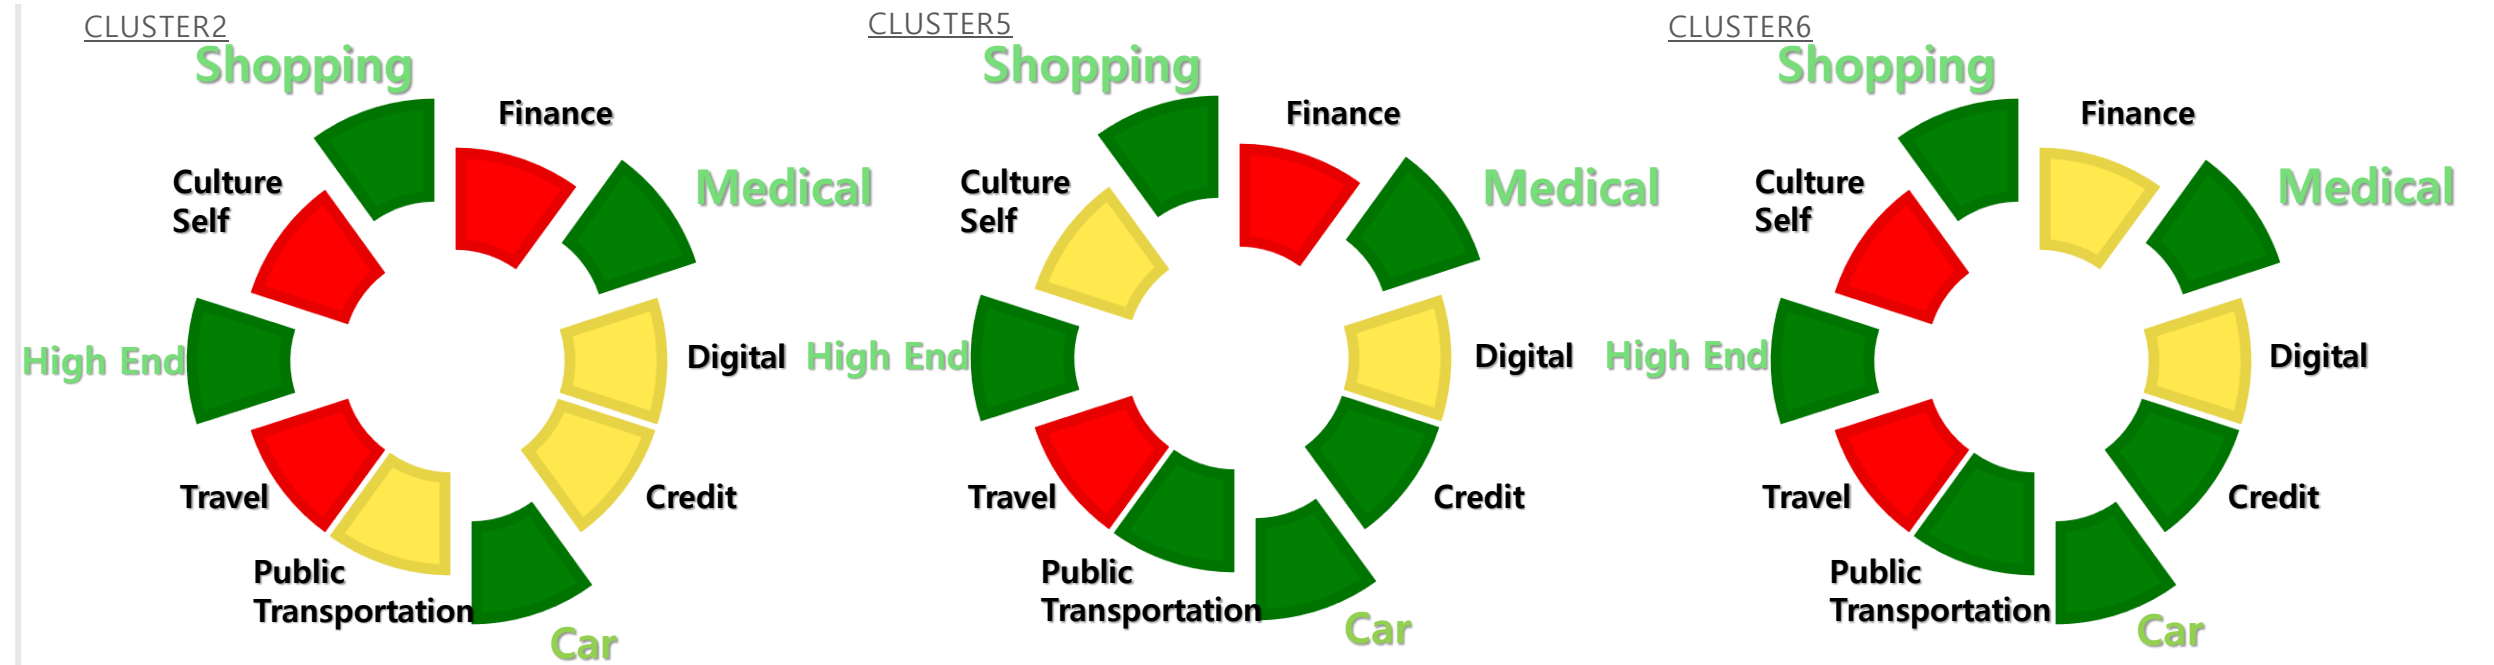 CLUSTER2
Shopping
Finance
Culture
Self
Medical
High End
Digital
Travel
Credit
Public
Transportation
Car
CLUSTER5
Shopping
Finance
Culture
Self
Medical
High End
Digital
Travel
Credit
Public
Transportation
Car
CLUSTER6
Shopping
Finance
Culture
Self
Medical
High End
Digital
Travel
Credit
Public
Transportation
Car